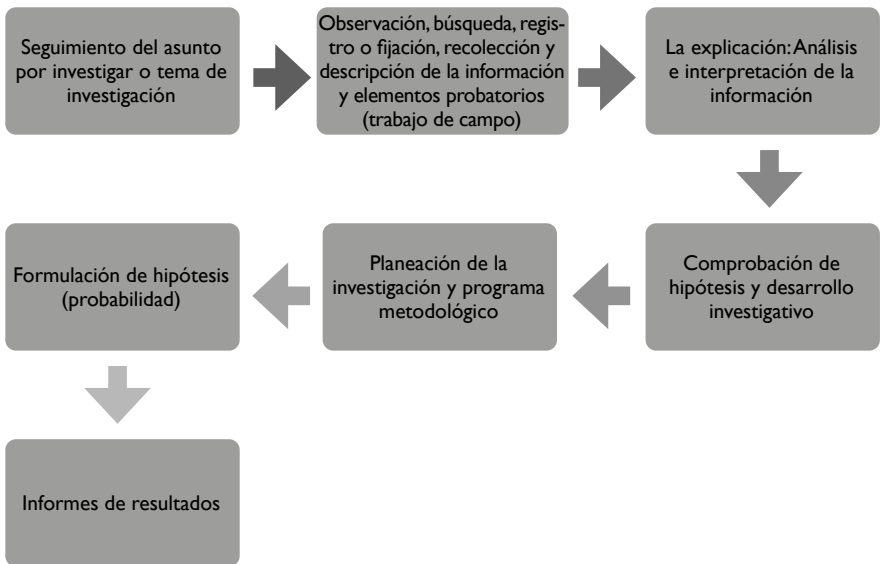 Seguimiento del asunto
por investigar o tema de
investigación
Observación, búsqueda, regis-
tro o fijación, recolección y
descripción de la información
y elementos probatorios
(trabajo de campo)
La explicación: Análisis
e interpretación de la
información
Comprobación de
hipótesis y desarrollo
investigativo
Planeación de la
investigación y programa
metodológico
Formulación de hipótesis
(probabilidad)
Informes de resultados